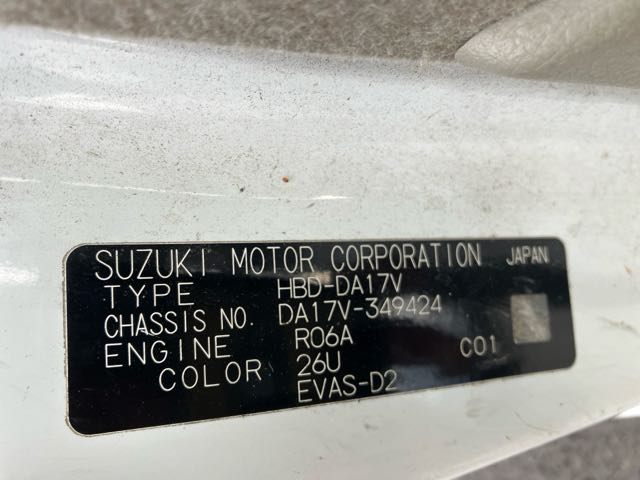 SUZUKI MOTOR CORPORATION JAPAN
TYPE HBD-DA17V
CHASSIS NO. DA17V-349424
ENGINE R06A
COLOR 26U C01
EVAS-D2